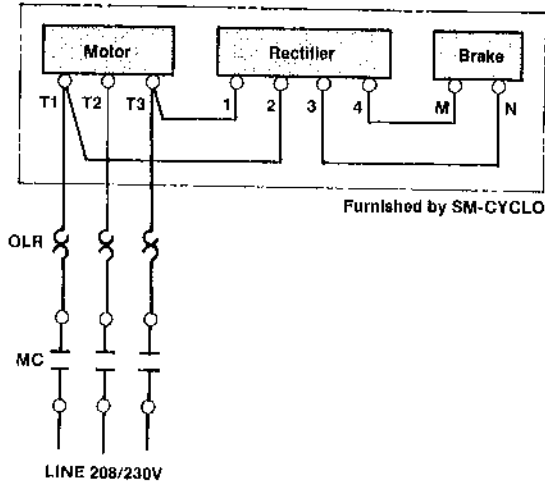 Motor Rectifier Brake
T1 T2 T3 1 2 3 4 M N
Furnished by SM-CYCLO
OLR
MC
LINE 208/230V